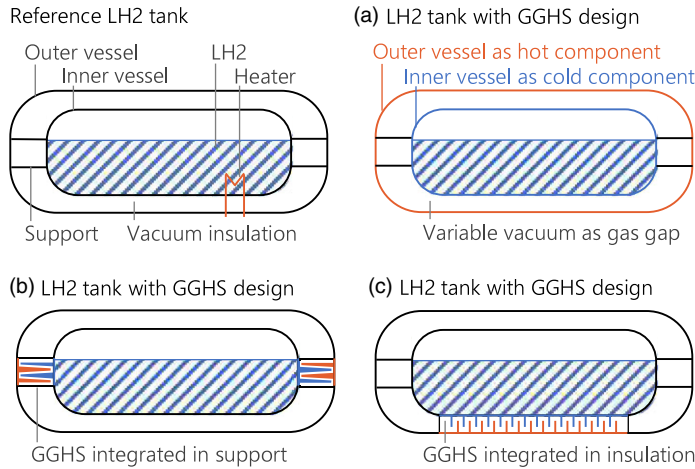 Reference LH2 tank
Outer vessel
Inner vessel
LH2
Heater
Support
Vacuum insulation
(a) LH2 tank with GGHS design
Outer vessel as hot component
Inner vessel as cold component
Variable vacuum as gas gap
(b) LH2 tank with GGHS design
GGHS integrated in support
(c) LH2 tank with GGHS design
GGHS integrated in insulation